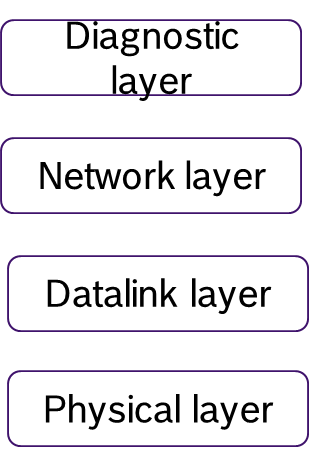 Diagnostic
layer
Network layer
Datalink layer
Physical layer